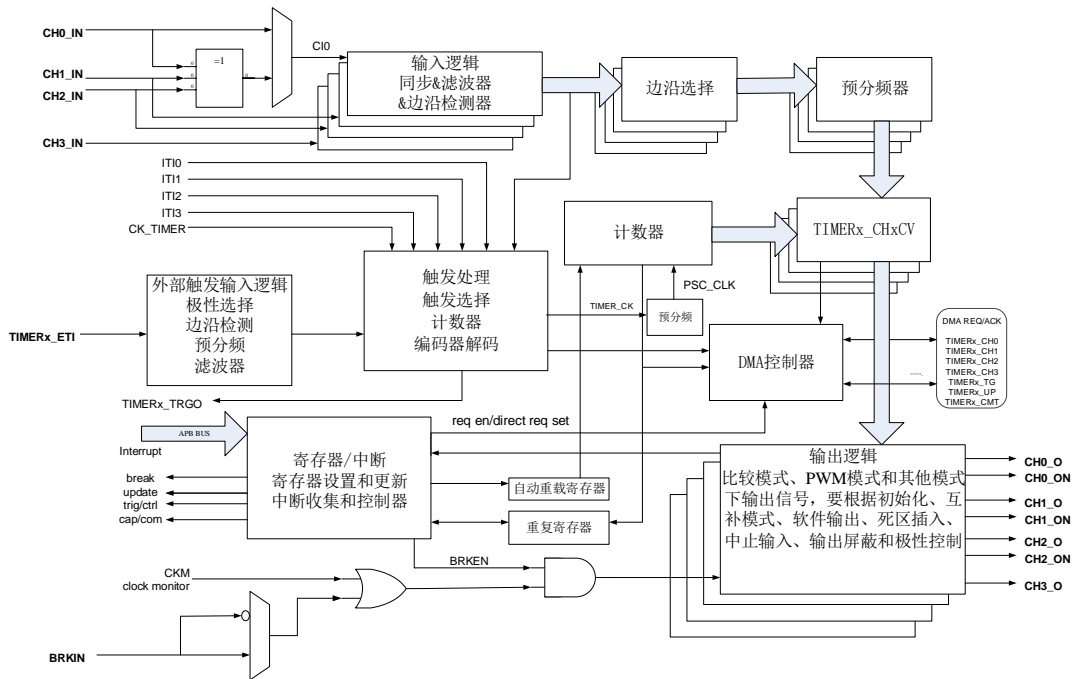 CH0_IN
CH1_IN
CH2_IN
CH3_IN
=1
CI0
输入逻辑
同步&滤波器
&边沿检测器
边沿选择
预分频器
ITI0
ITI1
ITI2
ITI3
CK_TIMER
计数器
TIMERx_CHxCV
触发处理
触发选择
计数器
编码器解码
外部触发输入逻辑
极性选择
边沿检测
预分频
滤波器
TIMERx_ETI
TIMER_CK
PSC_CLK
预分频
DMA控制器
DMA REQ/ACK
TIMERx_CH0
TIMERx_CH1
TIMERx_CH2
TIMERx_CH3
TIMERx_TG
TIMERx_UP
TIMERx_CMT
......
TIMERx_TRGO
req en/direct req set
APB BUS
Interrupt
break
update
trig/ctrl
cap/com
寄存器/中断
寄存器设置和更新
中断收集和控制器
自动重载寄存器
重复寄存器
输出逻辑
比较模式、PWM模式和其他模式
下输出信号，要根据初始化、互
补模式、软件输出、死区插入、
中止输入、输出屏蔽和极性控制
CH0_O
CH0_ON
CH1_O
CH1_ON
CH2_O
CH2_ON
CH3_O
BRKEN
CKM
clock monitor
BRKIN